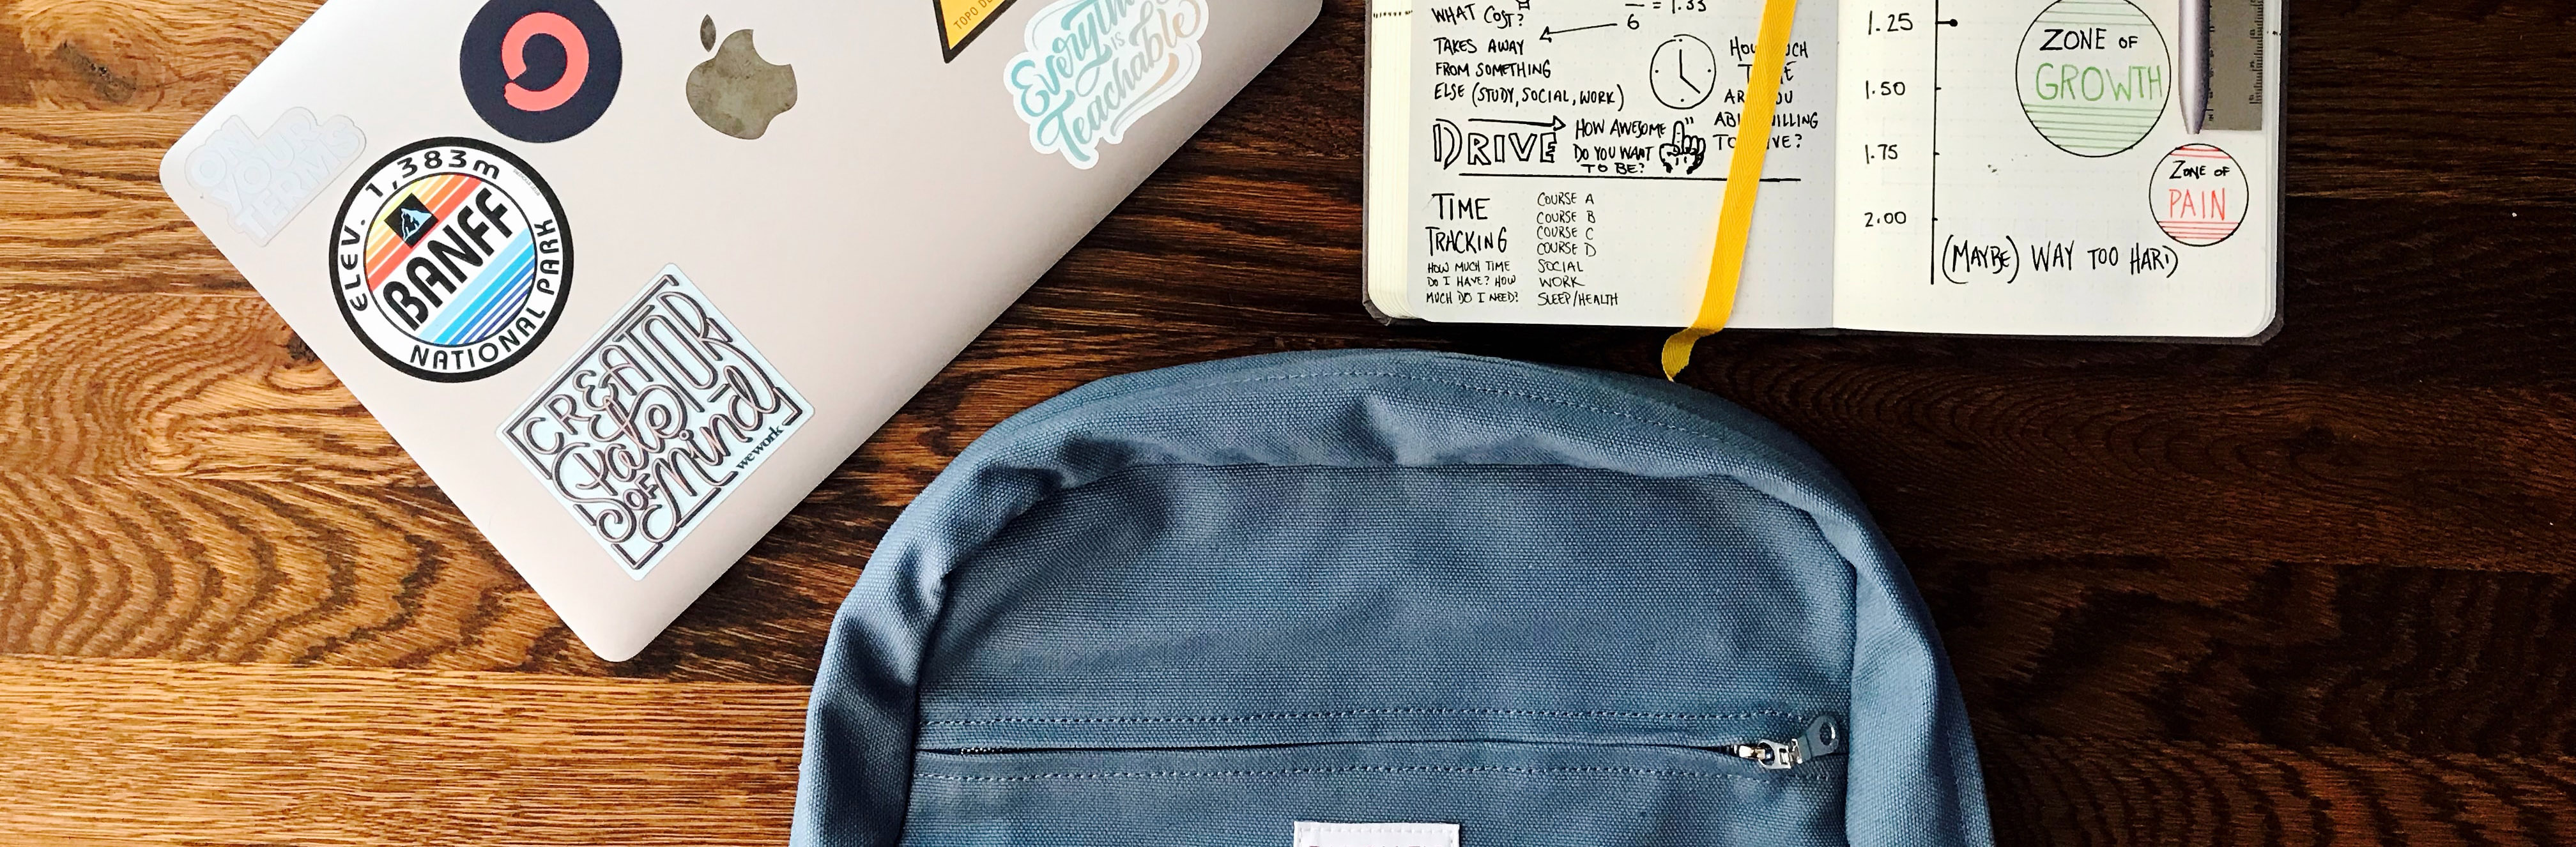 ON
YOUR
TERMS
ELEV. 1,383m
BANFF
NATIONAL PARK
CREATOR
State
OF
Mind
wework
TOPO
Everything
IS
Teachable
WHAT COST?
6 = 1.33
TAKES AWAY
FROM SOMETHING
ELSE (STUDY, SOCIAL, WORK)
DRIVE
HOW AWESOME
DO YOU WANT
TO BE?
TIME
TRACKING
HOW MUCH TIME
DO I HAVE? HOW
MUCH DO I NEED?
COURSE A
COURSE B
COURSE C
COURSE D
SOCIAL
WORK
SLEEP/HEALTH
1.25
1.50
1.75
2.00
ZONE OF
GROWTH
ZONE OF
PAIN
(MAYBE) WAY TOO HARD